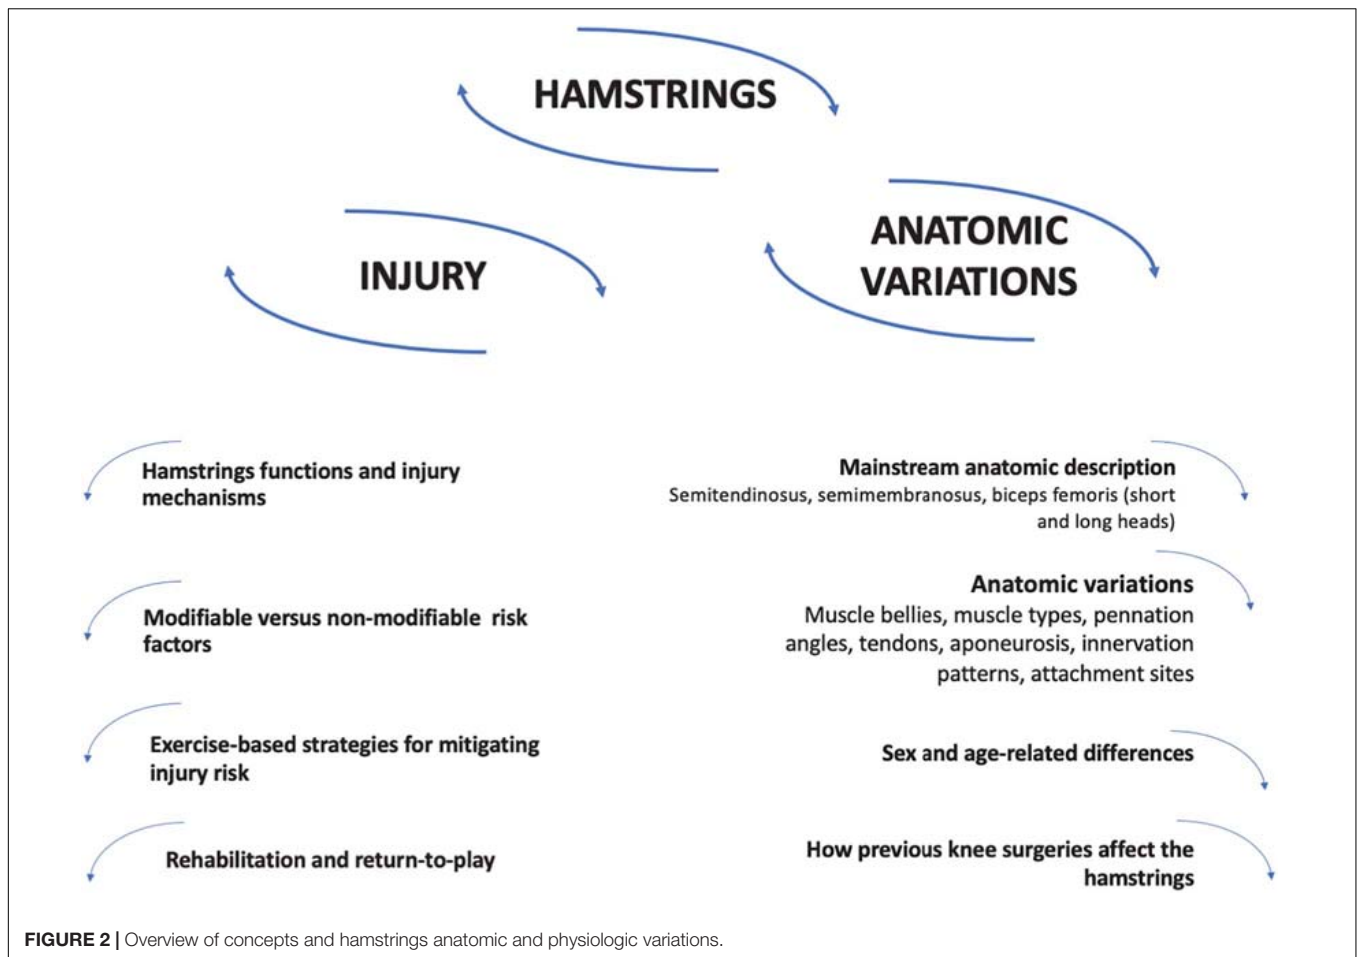 HAMSTRINGS
INJURY
ANATOMIC
VARIATIONS
Hamstrings functions and injury
mechanisms
Modifiable versus non-modifiable risk
factors
Exercise-based strategies for mitigating
injury risk
Rehabilitation and return-to-play
Mainstream anatomic description
Semitendinosus, semimembranosus, biceps femoris (short
and long heads)
Anatomic variations
Muscle bellies, muscle types, pennation
angles, tendons, aponeurosis, innervation
patterns, attachment sites
Sex and age-related differences
How previous knee surgeries affect the
hamstrings
FIGURE 2 | Overview of concepts and hamstrings anatomic and physiologic variations.